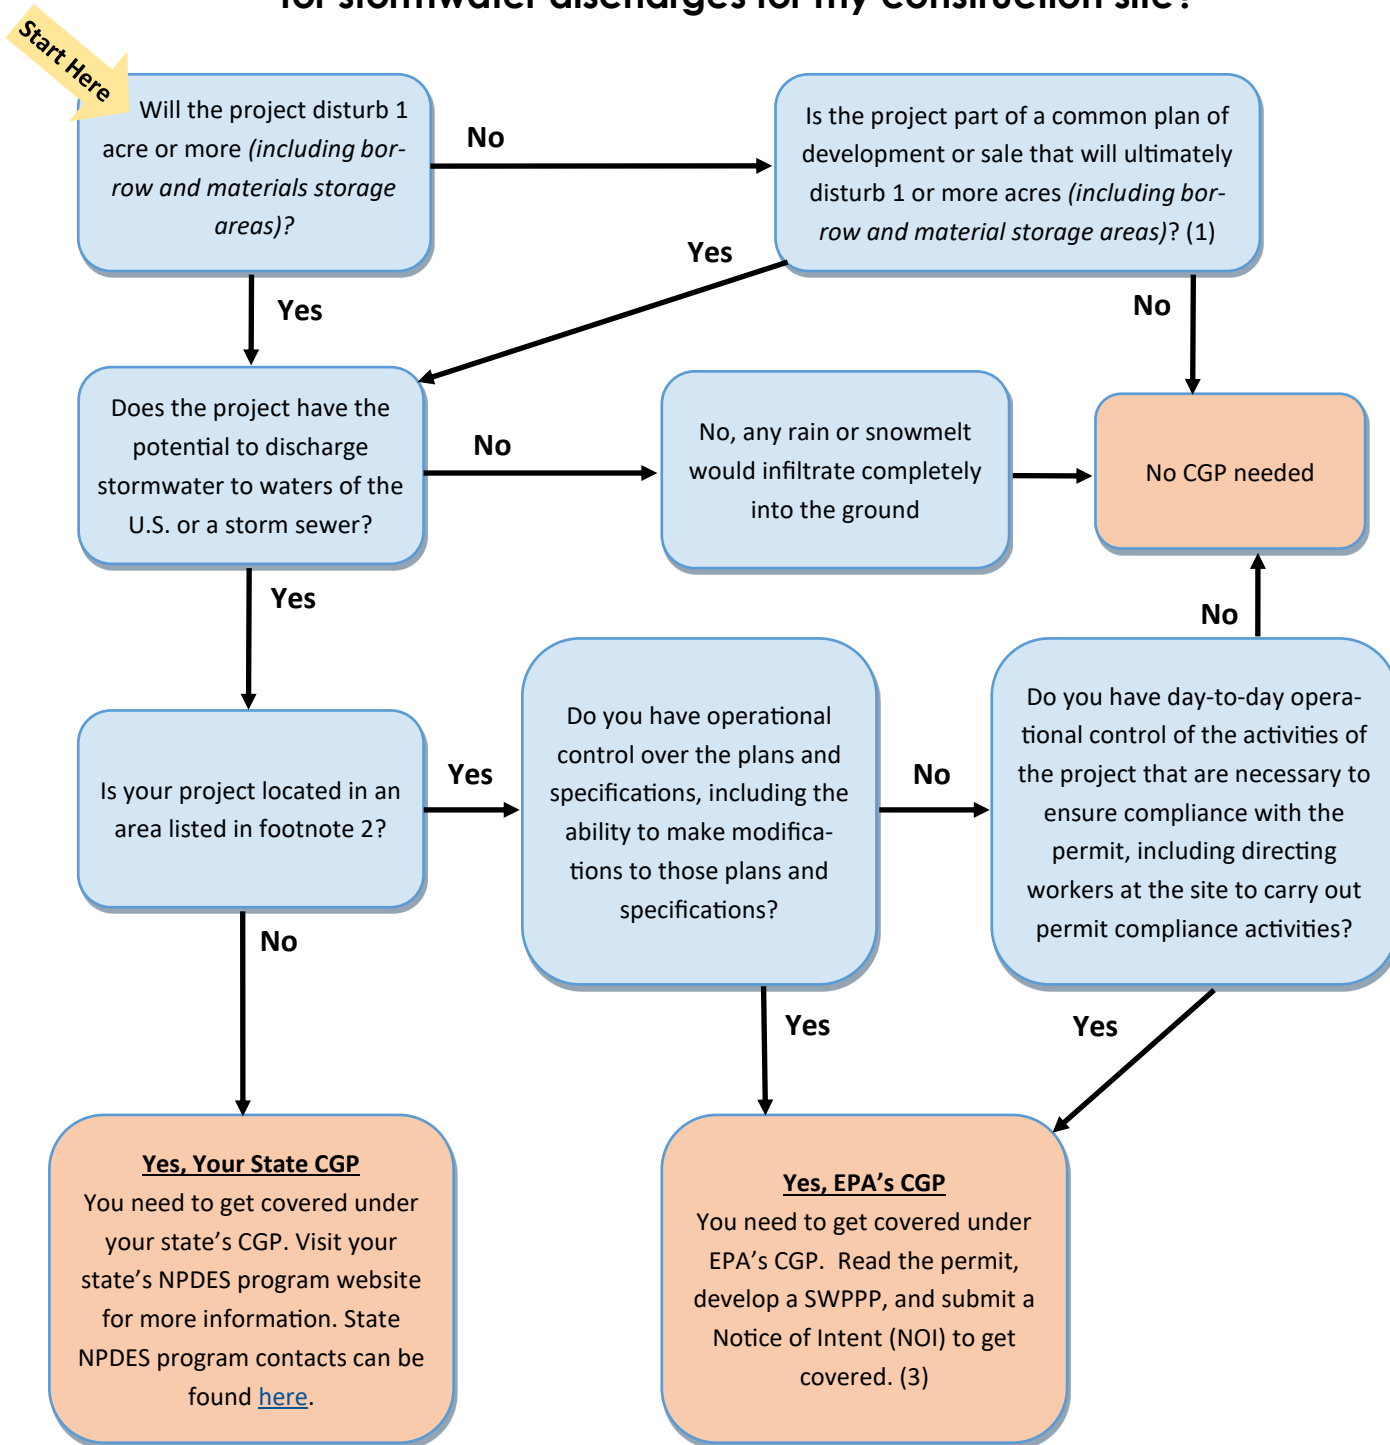 for stormwater discharges for my construction site?
Start Here
Will the project disturb 1
acre or more (including bor-
row and materials storage
areas)?
No
Is the project part of a common plan of
development or sale that will ultimately
disturb 1 or more acres (including bor-
row and material storage areas)? (1)
Yes
Yes
No
Does the project have the
potential to discharge
stormwater to waters of the
U.S. or a storm sewer?
No
No, any rain or snowmelt
would infiltrate completely
into the ground
No CGP needed
Yes
No
Is your project located in an
area listed in footnote 2?
Yes
Do you have operational
control over the plans and
specifications, including the
ability to make modifica-
tions to those plans and
specifications?
No
Do you have day-to-day opera-
tional control of the activities of
the project that are necessary to
ensure compliance with the
permit, including directing
workers at the site to carry out
permit compliance activities?
No
Yes
Yes
Yes, Your State CGP
You need to get covered under
your state’s CGP. Visit your
state’s NPDES program website
for more information. State
NPDES program contacts can be
found here.
Yes, EPA’s CGP
You need to get covered under
EPA’s CGP.  Read the permit,
develop a SWPPP, and submit a
Notice of Intent (NOI) to get
covered. (3)